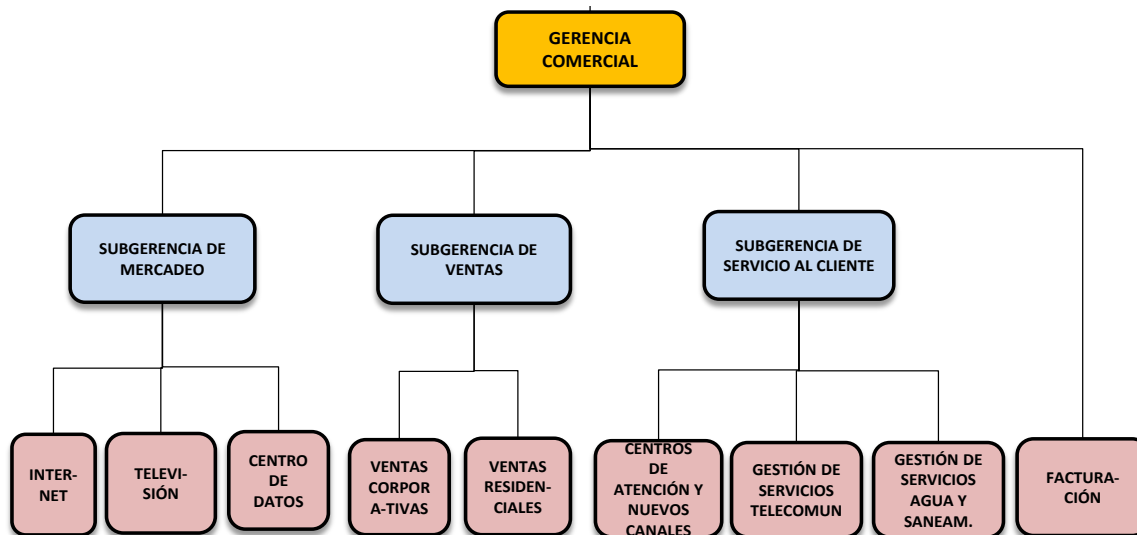 GERENCIA
COMERCIAL
SUBGERENCIA DE
MERCADEO
SUBGERENCIA DE
VENTAS
SUBGERENCIA DE
SERVICIO AL CLIENTE
INTER-
NET
TELEVI-
SIÓN
CENTRO
DE
DATOS
VENTAS
CORPOR
A-TIVAS
VENTAS
RESIDEN-
CIALES
CENTROS
DE
ATENCIÓN Y
NUEVOS
CANALES
GESTIÓN DE
SERVICIOS
TELECOMUN
GESTIÓN DE
SERVICIOS
AGUA Y
SANEAM.
FACTURA-
CIÓN